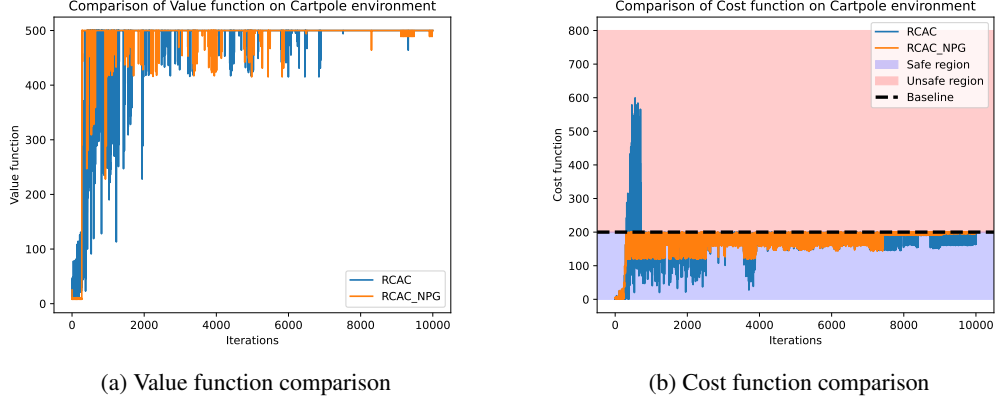 Comparison of Value function on Cartpole environment
500
400
300
200
100
0
Value function
0 2000 4000 6000 8000 10000
Iterations
RCAC
RCAC_NPG
(a) Value function comparison
Comparison of Cost function on Cartpole environment
800
700
600
500
400
300
200
100
0
Cost function
0 2000 4000 6000 8000 10000
Iterations
RCAC
RCAC_NPG
Safe region
Unsafe region
Baseline
(b) Cost function comparison